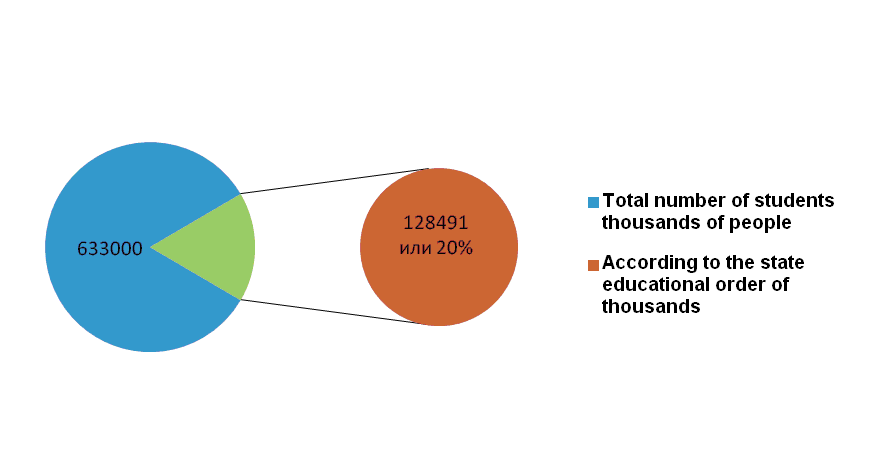 633000
128491
или 20%
Total number of students
thousands of people
According to the state
educational order of
thousands